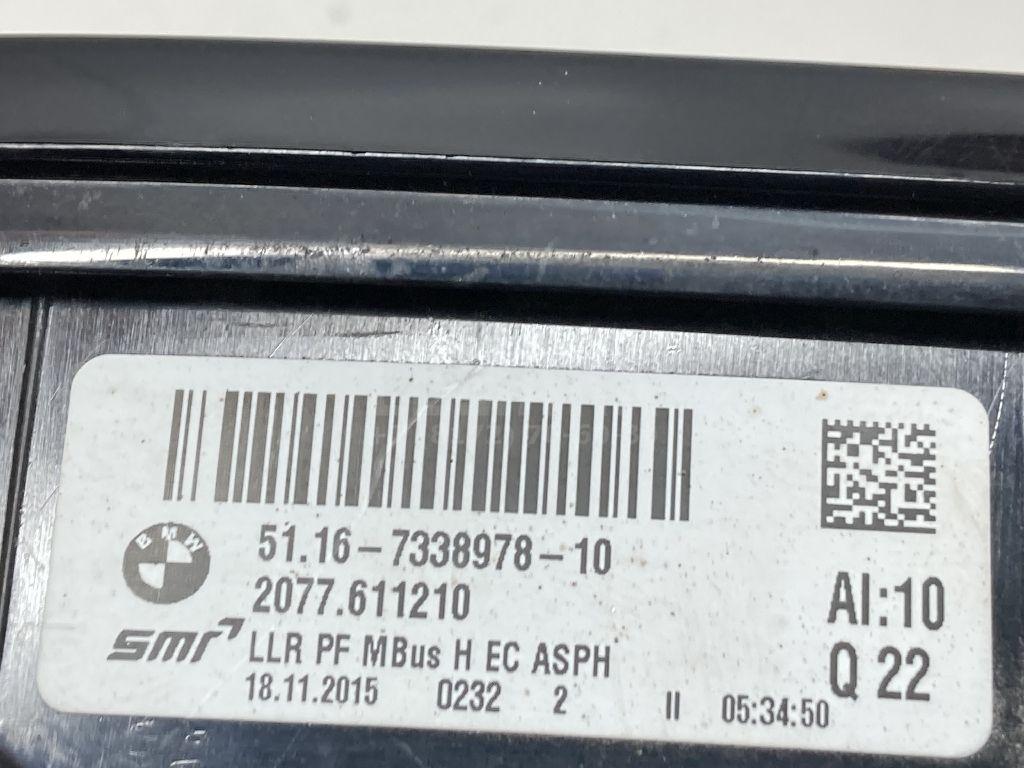 BMW
51.16-7338978-10
2077.611210
AI:10
smr
LLR PF MBus H EC ASPH
Q 22
18.11.2015 0232 2 II 05:34:50